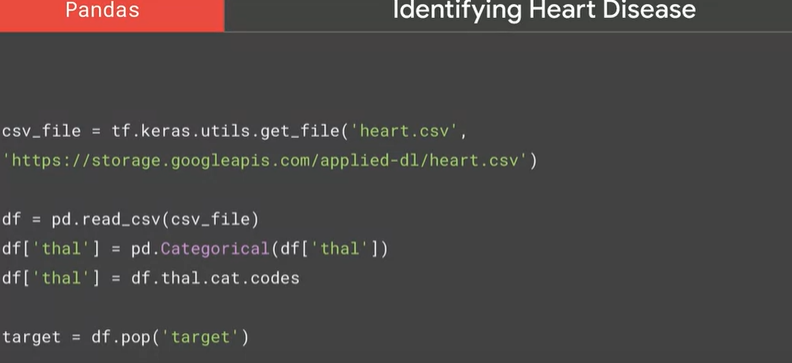 Pandas
Identifying Heart Disease
csv_file = tf.keras.utils.get_file('heart.csv',
'https://storage.googleapis.com/applied-dl/heart.csv')
df = pd.read_csv(csv_file)
df['thal'] = pd.Categorical(df['thal'])
df['thal'] = df.thal.cat.codes
target = df.pop('target')